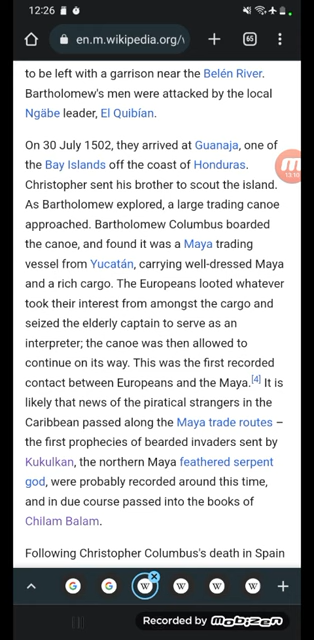 12:26
en.m.wikipedia.org/
65
to be left with a garrison near the Belén River.
Bartholomew's men were attacked by the local
Ngäbe leader, El Quibían.
On 30 July 1502, they arrived at Guanaja, one of
the Bay Islands off the coast of Honduras.
Christopher sent his brother to scout the island.
As Bartholomew explored, a large trading canoe
approached. Bartholomew Columbus boarded
the canoe, and found it was a Maya trading
vessel from Yucatán, carrying well-dressed Maya
and a rich cargo. The Europeans looted whatever
took their interest from amongst the cargo and
seized the elderly captain to serve as an
interpreter; the canoe was then allowed to
continue on its way. This was the first recorded
contact between Europeans and the Maya.[4] It is
likely that news of the piratical strangers in the
Caribbean passed along the Maya trade routes –
the first prophecies of bearded invaders sent by
Kukulkan, the northern Maya feathered serpent
god, were probably recorded around this time,
and in due course passed into the books of
Chilam Balam.
Following Christopher Columbus's death in Spain
Recorded by Mobizen